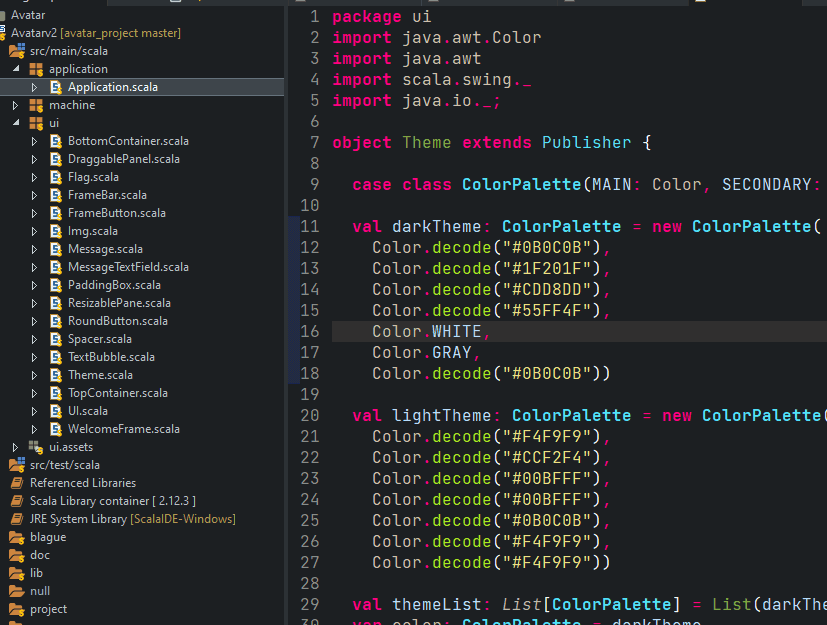 Avatar
Avatarv2 [avatar_project master]
src/main/scala
application
Application.scala
machine
ui
BottomContainer.scala
DraggablePanel.scala
Flag.scala
FrameBar.scala
FrameButton.scala
Img.scala
Message.scala
MessageTextField.scala
PaddingBox.scala
ResizablePane.scala
RoundButton.scala
Spacer.scala
TextBubble.scala
Theme.scala
TopContainer.scala
UI.scala
WelcomeFrame.scala
ui.assets
src/test/scala
Referenced Libraries
Scala Library container [ 2.12.3 ]
JRE System Library [ScalaIDE-Windows]
blague
doc
lib
null
project
1 package ui
2 import java.awt.Color
3 import java.awt
4 import scala.swing._
5 import java.io._;
6
7 object Theme extends Publisher {
8
9 case class ColorPalette(MAIN: Color, SECONDARY:
10
11 val darkTheme: ColorPalette = new ColorPalette(
12 Color.decode("#0B0C0B"),
13 Color.decode("#1F201F"),
14 Color.decode("#CDD8DD"),
15 Color.decode("#55FF4F"),
16 Color.WHITE,
17 Color.GRAY,
18 Color.decode("#0B0C0B"))
19
20 val lightTheme: ColorPalette = new ColorPalette(
21 Color.decode("#F4F9F9"),
22 Color.decode("#CCF2F4"),
23 Color.decode("#00BFFF"),
24 Color.decode("#00BFFF"),
25 Color.decode("#0B0C0B"),
26 Color.decode("#F4F9F9"),
27 Color.decode("#F4F9F9"))
28
29 val themeList: List[ColorPalette] = List(darkThe